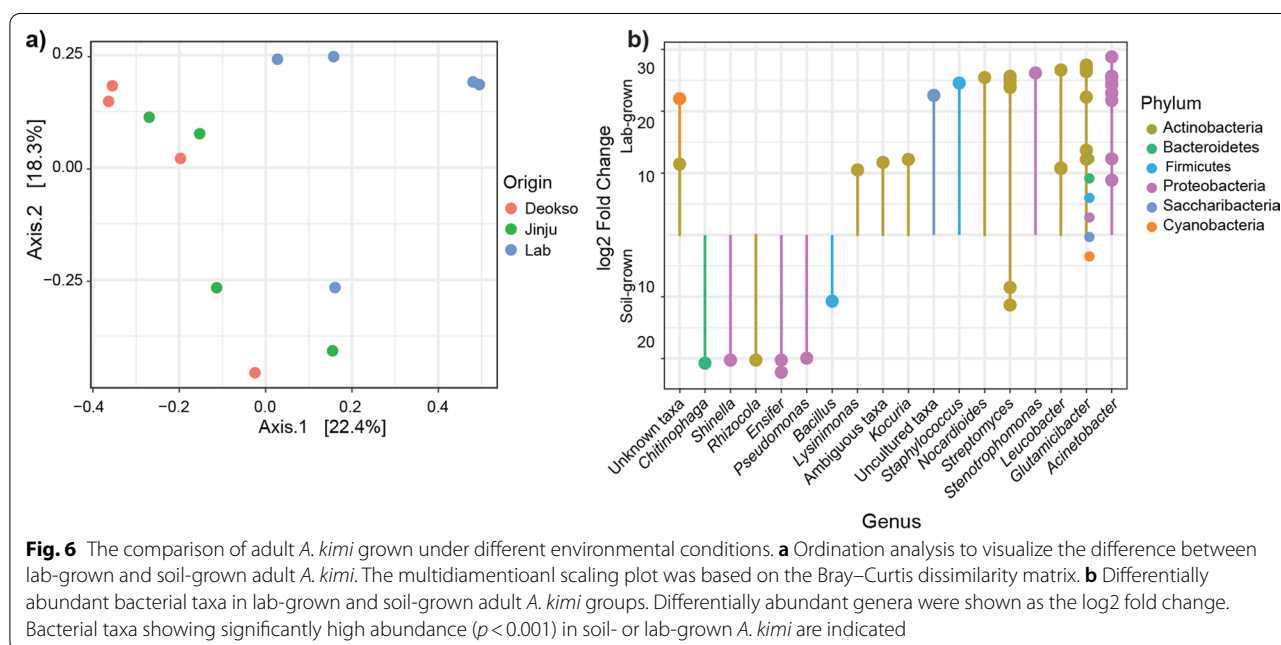 a)
0.25
0.00
−0.25
Axis.2 [18.3%]
−0.4 −0.2 0.0 0.2 0.4
Axis.1 [22.4%]
Origin
Deokso
Jinju
Lab
b)
30
20
10
10
20
Lab-grown
Soil-grown
log2 Fold Change
Unknown taxa
Chitinophaga
Shinella
Rhizocola
Ensifer
Pseudomonas
Bacillus
Lysinimonas
Ambiguous taxa
Kocuria
Uncultured taxa
Staphylococcus
Nocardioides
Streptomyces
Stenotrophomonas
Leucobacter
Glutamicibacter
Acinetobacter
Genus
Phylum
Actinobacteria
Bacteroidetes
Firmicutes
Proteobacteria
Saccharibacteria
Cyanobacteria
Fig. 6 The comparison of adult A. kimi grown under different environmental conditions. a Ordination analysis to visualize the difference between
lab-grown and soil-grown adult A. kimi. The multidiamentioanl scaling plot was based on the Bray–Curtis dissimilarity matrix. b Differentially
abundant bacterial taxa in lab-grown and soil-grown adult A. kimi groups. Differentially abundant genera were shown as the log2 fold change.
Bacterial taxa showing significantly high abundance (p < 0.001) in soil- or lab-grown A. kimi are indicated